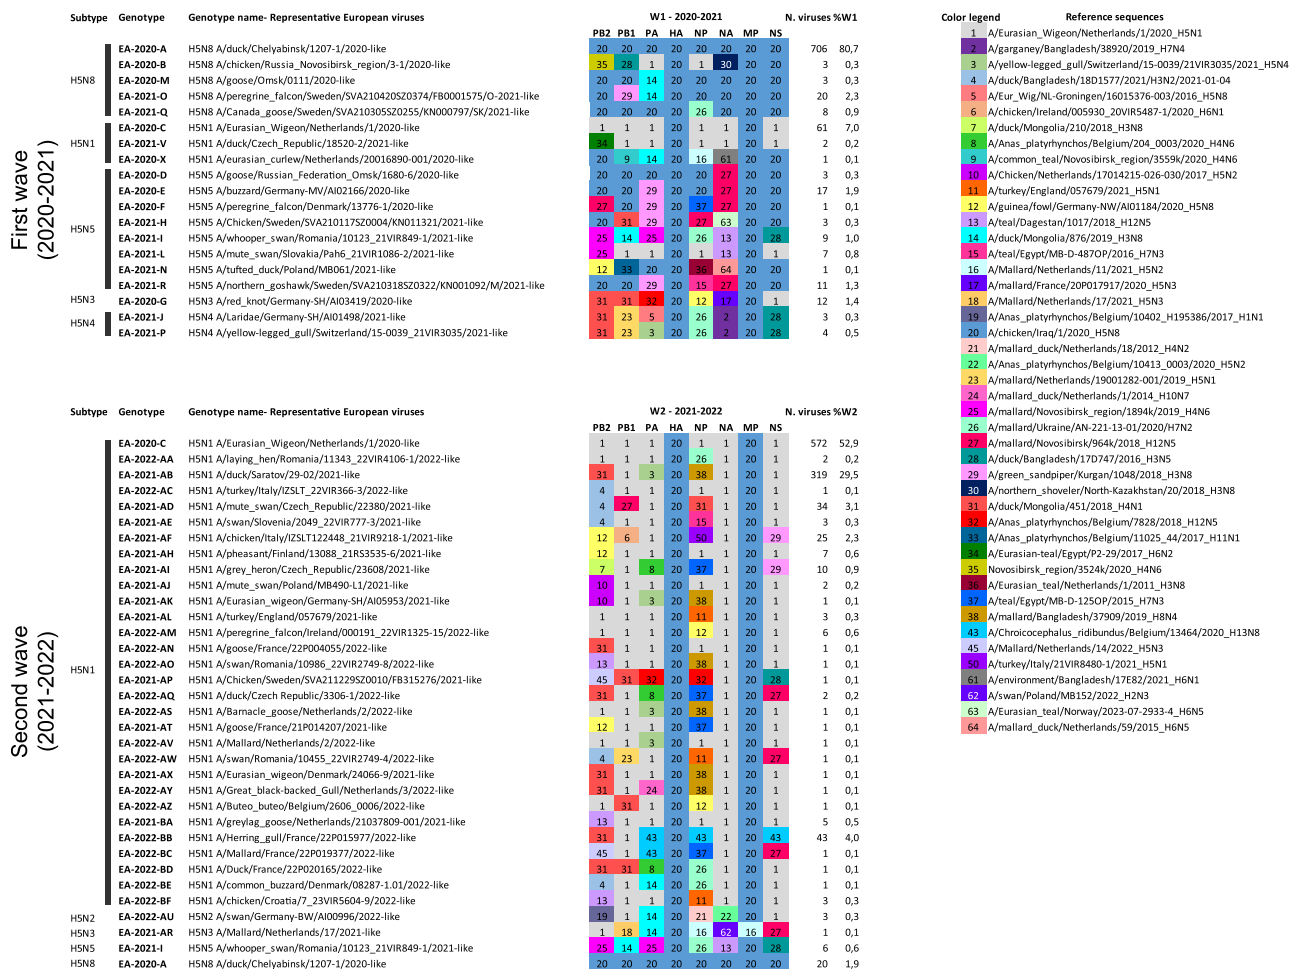 Subtype Genotype Genotype name- Representative European viruses W1 - 2020-2021 N. viruses %W1
PB2 PB1 PA HA NP NA MP NS
EA-2020-A H5N8 A/duck/Chelyabinsk/1207-1/2020-like 20 20 20 20 20 20 20 20 706 80,7
EA-2020-B H5N8 A/chicken/Russia_Novosibirsk_region/3-1/2020-like 35 28 1 20 1 30 20 20 3 0,3
EA-2020-M H5N8 A/goose/Omsk/0111/2020-like 20 20 14 20 20 20 20 20 3 0,3
H5N8 EA-2021-O H5N8 A/peregrine_falcon/Sweden/SVA210420SZ0374/FB0001575/O-2021-like 20 29 14 20 20 20 20 20 20 2,3
EA-2021-Q H5N8 A/Canada_goose/Sweden/SVA210305SZ0255/KN000797/SK/2021-like 20 20 20 20 26 20 20 20 8 0,9
EA-2020-C H5N1 A/Eurasian_Wigeon/Netherlands/1/2020-like 1 1 1 20 1 1 20 1 61 7,0
H5N1 EA-2021-V H5N1 A/duck/Czech_Republic/18520-2/2021-like 34 1 1 20 1 1 20 1 2 0,2
EA-2020-X H5N1 A/eurasian_curlew/Netherlands/20016890-001/2020-like 20 9 14 20 16 61 20 20 1 0,1
EA-2020-D H5N5 A/goose/Russian_Federation_Omsk/1680-6/2020-like 20 20 20 20 20 27 20 20 3 0,3
EA-2020-E H5N5 A/buzzard/Germany-MV/AI02166/2020-like 20 20 29 20 20 27 20 20 17 1,9
EA-2020-F H5N5 A/peregrine_falcon/Denmark/13776-1/2020-like 27 20 29 20 37 27 20 20 1 0,1
EA-2021-H H5N5 A/Chicken/Sweden/SVA210117SZ0004/KN011321/2021-like 20 31 29 20 27 63 20 20 3 0,3
H5N5 EA-2021-I H5N5 A/whooper_swan/Romania/10123_21VIR849-1/2021-like 25 14 25 20 26 13 20 28 9 1,0
EA-2021-L H5N5 A/mute_swan/Slovakia/Pah6_21VIR1086-2/2021-like 25 1 1 20 1 13 20 1 7 0,8
EA-2021-N H5N5 A/tufted_duck/Poland/MB061/2021-like 12 33 20 20 36 64 20 20 1 0,1
EA-2021-R H5N5 A/northern_goshawk/Sweden/SVA210318SZ0322/KN001092/M/2021-like 20 20 29 20 15 27 20 20 11 1,3
H5N3 EA-2020-G H5N3 A/red_knot/Germany-SH/AI03419/2020-like 31 31 32 20 12 17 20 1 12 1,4
EA-2021-J H5N4 A/Laridae/Germany-SH/AI01498/2021-like 31 23 5 20 26 2 20 28 3 0,3
H5N4 EA-2021-P H5N4 A/yellow-legged_gull/Switzerland/15-0039_21VIR3035/2021-like 31 23 3 20 26 2 20 28 4 0,5
First wave
(2020-2021)
Subtype Genotype Genotype name- Representative European viruses W2 - 2021-2022 N. viruses %W2
PB2 PB1 PA HA NP NA MP NS
EA-2020-C H5N1 A/Eurasian_Wigeon/Netherlands/1/2020-like 1 1 1 20 1 1 20 1 572 52,9
EA-2022-AA H5N1 A/laying_hen/Romania/11343_22VIR4106-1/2022-like 1 1 1 20 26 1 20 1 2 0,2
EA-2021-AB H5N1 A/duck/Saratov/29-02/2021-like 31 1 3 20 38 1 20 1 319 29,5
EA-2022-AC H5N1 A/turkey/Italy/IZSLT_22VIR366-3/2022-like 4 1 1 20 1 1 20 1 1 0,1
EA-2021-AD H5N1 A/mute_swan/Czech_Republic/22380/2021-like 4 27 1 20 31 1 20 1 34 3,1
EA-2021-AE H5N1 A/swan/Slovenia/2049_22VIR777-3/2021-like 4 1 1 20 15 1 20 1 3 0,3
EA-2021-AF H5N1 A/chicken/Italy/IZSLT122448_21VIR9218-1/2021-like 12 6 1 20 50 1 20 29 25 2,3
EA-2021-AH H5N1 A/pheasant/Finland/13088_21RS3535-6/2021-like 12 1 1 20 1 1 20 1 7 0,6
EA-2021-AI H5N1 A/grey_heron/Czech_Republic/23608/2021-like 7 1 8 20 37 1 20 29 10 0,9
EA-2021-AJ H5N1 A/mute_swan/Poland/MB490-L1/2021-like 10 1 1 20 1 1 20 1 2 0,2
EA-2021-AK H5N1 A/Eurasian_wigeon/Germany-SH/AI05953/2021-like 10 1 3 20 38 1 20 1 1 0,1
EA-2021-AL H5N1 A/turkey/England/057679/2021-like 1 1 1 20 11 1 20 1 3 0,3
EA-2022-AM H5N1 A/peregrine_falcon/Ireland/000191_22VIR1325-15/2022-like 1 1 1 20 12 1 20 1 6 0,6
EA-2022-AN H5N1 A/goose/France/22P004055/2022-like 31 1 1 20 1 1 20 1 1 0,1
EA-2022-AO H5N1 A/swan/Romania/10986_22VIR2749-8/2022-like 13 1 1 20 38 1 20 1 1 0,1
H5N1 EA-2021-AP H5N1 A/Chicken/Sweden/SVA211229SZ0010/FB315276/2021-like 45 31 32 20 32 1 20 28 1 0,1
EA-2022-AQ H5N1 A/duck/Czech Republic/3306-1/2022-like 31 1 8 20 37 1 20 27 2 0,2
EA-2022-AS H5N1 A/Barnacle_goose/Netherlands/2/2022-like 1 1 3 20 38 1 20 1 1 0,1
EA-2021-AT H5N1 A/goose/France/21P014207/2021-like 12 1 1 20 37 1 20 1 1 0,1
EA-2022-AV H5N1 A/Mallard/Netherlands/2/2022-like 1 1 3 20 1 1 20 1 1 0,1
EA-2022-AW H5N1 A/swan/Romania/10455_22VIR2749-4/2022-like 4 23 1 20 11 1 20 27 1 0,1
EA-2021-AX H5N1 A/Eurasian_wigeon/Denmark/24066-9/2021-like 31 1 1 20 38 1 20 1 1 0,1
EA-2022-AY H5N1 A/Great_black-backed_Gull/Netherlands/3/2022-like 31 1 24 20 38 1 20 1 1 0,1
EA-2022-AZ H5N1 A/Buteo_buteo/Belgium/2606_0006/2022-like 1 31 1 20 12 1 20 1 1 0,1
EA-2021-BA H5N1 A/greylag_goose/Netherlands/21037809-001/2021-like 13 1 1 20 1 1 20 1 5 0,5
EA-2022-BB H5N1 A/Herring_gull/France/22P015977/2022-like 31 1 43 20 43 1 20 43 43 4,0
EA-2022-BC H5N1 A/Mallard/France/22P019377/2022-like 45 1 43 20 37 1 20 27 1 0,1
EA-2022-BD H5N1 A/Duck/France/22P020165/2022-like 31 31 8 20 26 1 20 1 1 0,1
EA-2022-BE H5N1 A/common_buzzard/Denmark/08287-1.01/2022-like 4 1 14 20 26 1 20 1 1 0,1
EA-2022-BF H5N1 A/chicken/Croatia/7_23VIR5604-9/2022-like 13 1 1 20 11 1 20 1 3 0,3
H5N2 EA-2022-AU H5N2 A/swan/Germany-BW/AI00996/2022-like 19 1 14 20 21 22 20 1 3 0,3
H5N3 EA-2021-AR H5N3 A/Mallard/Netherlands/17/2021-like 1 18 14 20 16 62 16 27 1 0,1
H5N5 EA-2021-I H5N5 A/whooper_swan/Romania/10123_21VIR849-1/2021-like 25 14 25 20 26 13 20 28 6 0,6
H5N8 EA-2020-A H5N8 A/duck/Chelyabinsk/1207-1/2020-like 20 20 20 20 20 20 20 20 20 1,9
Second wave
(2021-2022)
Color legend Reference sequences
1 A/Eurasian_Wigeon/Netherlands/1/2020_H5N1
2 A/garganey/Bangladesh/38920/2019_H7N4
3 A/yellow-legged_gull/Switzerland/15-0039/21VIR3035/2021_H5N4
4 A/duck/Bangladesh/18D1577/2021/H3N2/2021-01-04
5 A/Eur_Wig/NL-Groningen/16015376-003/2016_H5N8
6 A/chicken/Ireland/005930_20VIR5487-1/2020_H6N1
7 A/duck/Mongolia/210/2018_H3N8
8 A/Anas_platyrhynchos/Belgium/204_0003/2020_H4N6
9 A/common_teal/Novosibirsk_region/3559k/2020_H4N6
10 A/Chicken/Netherlands/17014215-026-030/2017_H5N2
11 A/turkey/England/057679/2021_H5N1
12 A/guinea/fowl/Germany-NW/AI01184/2020_H5N8
13 A/teal/Dagestan/1017/2018_H12N5
14 A/duck/Mongolia/876/2019_H3N8
15 A/teal/Egypt/MB-D-487OP/2016_H7N3
16 A/Mallard/Netherlands/11/2021_H5N2
17 A/mallard/France/20P017917/2020_H5N3
18 A/Mallard/Netherlands/17/2021_H5N3
19 A/Anas_platyrhynchos/Belgium/10402_H195386/2017_H1N1
20 A/chicken/Iraq/1/2020_H5N8
21 A/mallard_duck/Netherlands/18/2012_H4N2
22 A/Anas_platyrhynchos/Belgium/10413_0003/2020_H5N2
23 A/mallard/Netherlands/19001282-001/2019_H5N1
24 A/mallard_duck/Netherlands/1/2014_H10N7
25 A/mallard/Novosibirsk_region/1894k/2019_H4N6
26 A/mallard/Ukraine/AN-221-13-01/2020/H7N2
27 A/mallard/Novosibirsk/964k/2018_H12N5
28 A/duck/Bangladesh/17D747/2016_H3N5
29 A/green_sandpiper/Kurgan/1048/2018_H3N8
30 A/northern_shoveler/North-Kazakhstan/20/2018_H3N8
31 A/duck/Mongolia/451/2018_H4N1
32 A/Anas_platyrhynchos/Belgium/7828/2018_H12N5
33 A/Anas_platyrhynchos/Belgium/11025_44/2017_H11N1
34 A/Eurasian-teal/Egypt/P2-29/2017_H6N2
35 Novosibirsk_region/3524k/2020_H4N6
36 A/Eurasian_teal/Netherlands/1/2011_H3N8
37 A/teal/Egypt/MB-D-125OP/2015_H7N3
38 A/mallard/Bangladesh/37909/2019_H8N4
43 A/Chroicocephalus_ridibundus/Belgium/13464/2020_H13N8
45 A/Mallard/Netherlands/14/2022_H5N3
50 A/turkey/Italy/21VIR8480-1/2021_H5N1
61 A/environment/Bangladesh/17E82/2021_H6N1
62 A/swan/Poland/MB152/2022_H2N3
63 A/Eurasian_teal/Norway/2023-07-2933-4_H6N5
64 A/mallard_duck/Netherlands/59/2015_H6N5